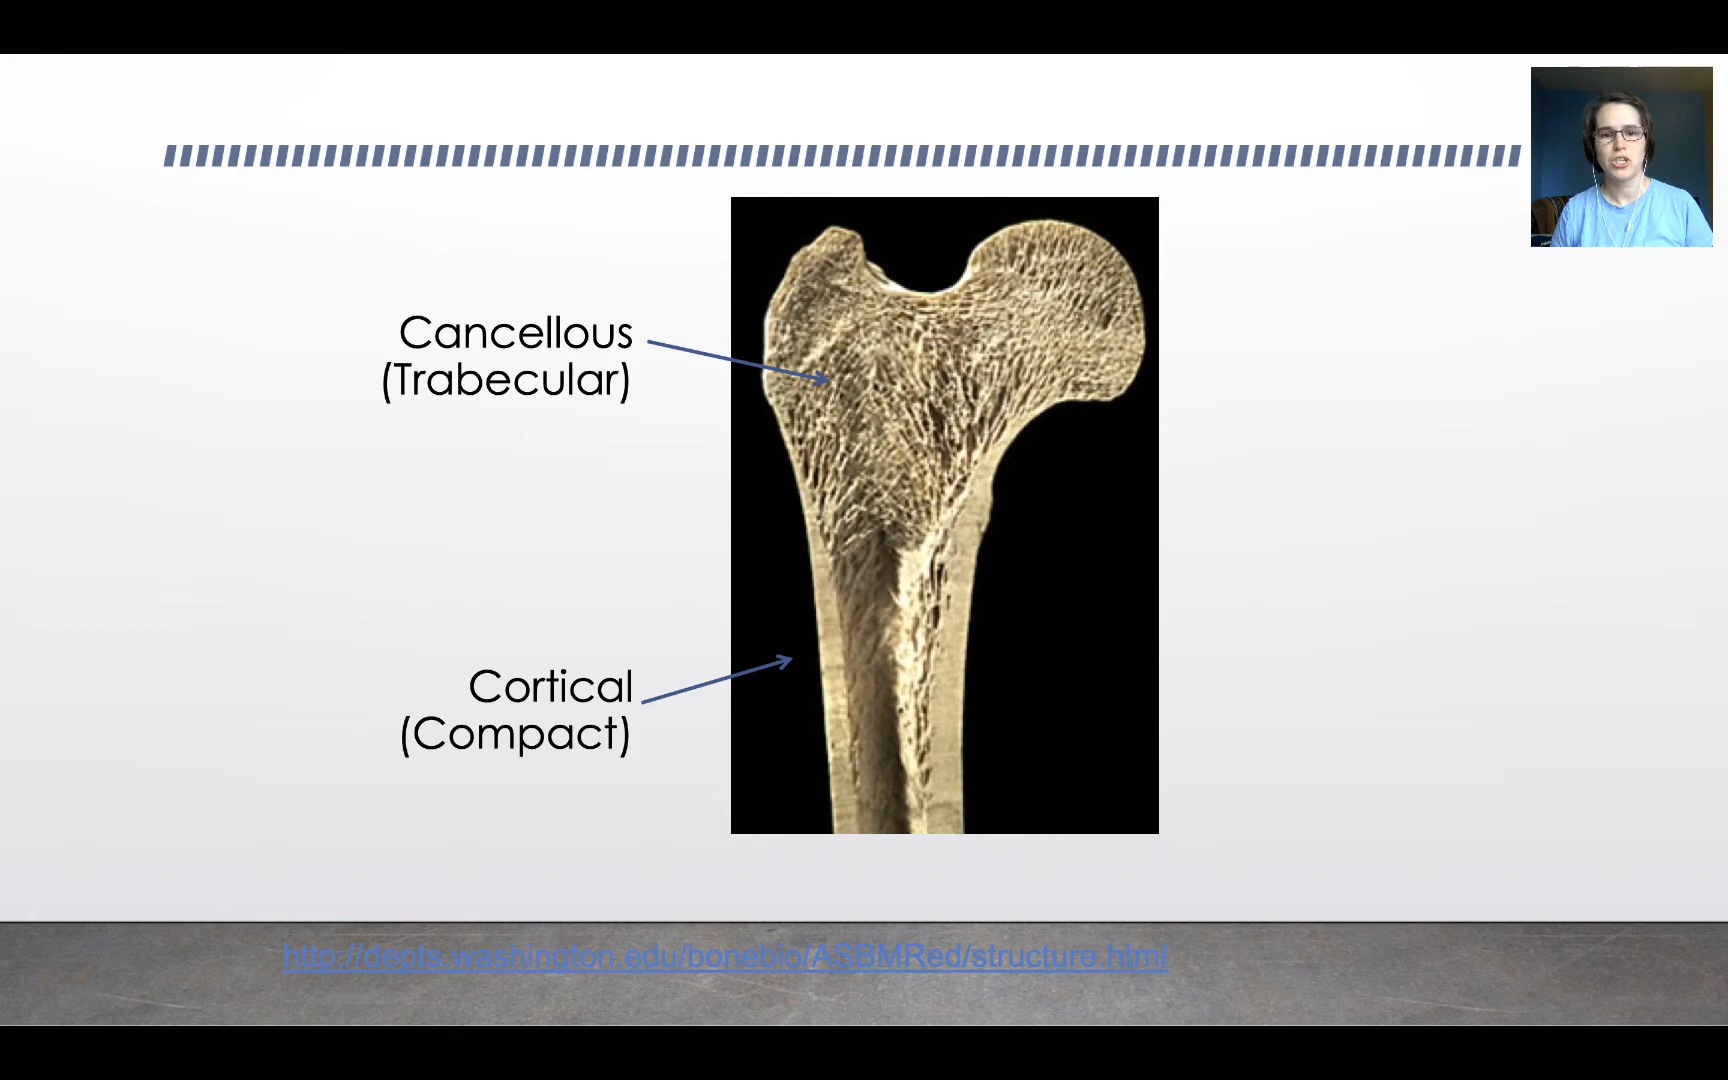 Cancellous
(Trabecular)
Cortical
(Compact)
http://depts.washington.edu/bonebio/ASBMRed/structure.html